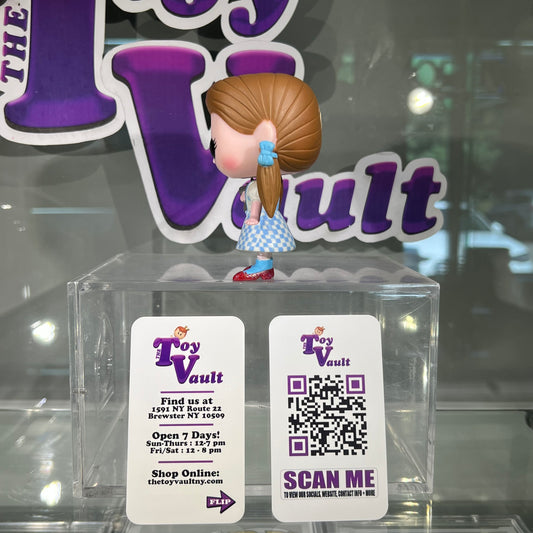 THE
Toy
Vault
THE
Toy
Vault
Find us at
1591 NY Route 22
Brewster NY 10509
Open 7 Days!
Sun-Thurs : 12-7 pm
Fri/Sat : 12 - 8 pm
Shop Online:
thetoyvaultny.com
FLIP
THE
Toy
Vault
SCAN ME
TO VIEW OUR SOCIALS, WEBSITE, CONTACT INFO + MORE